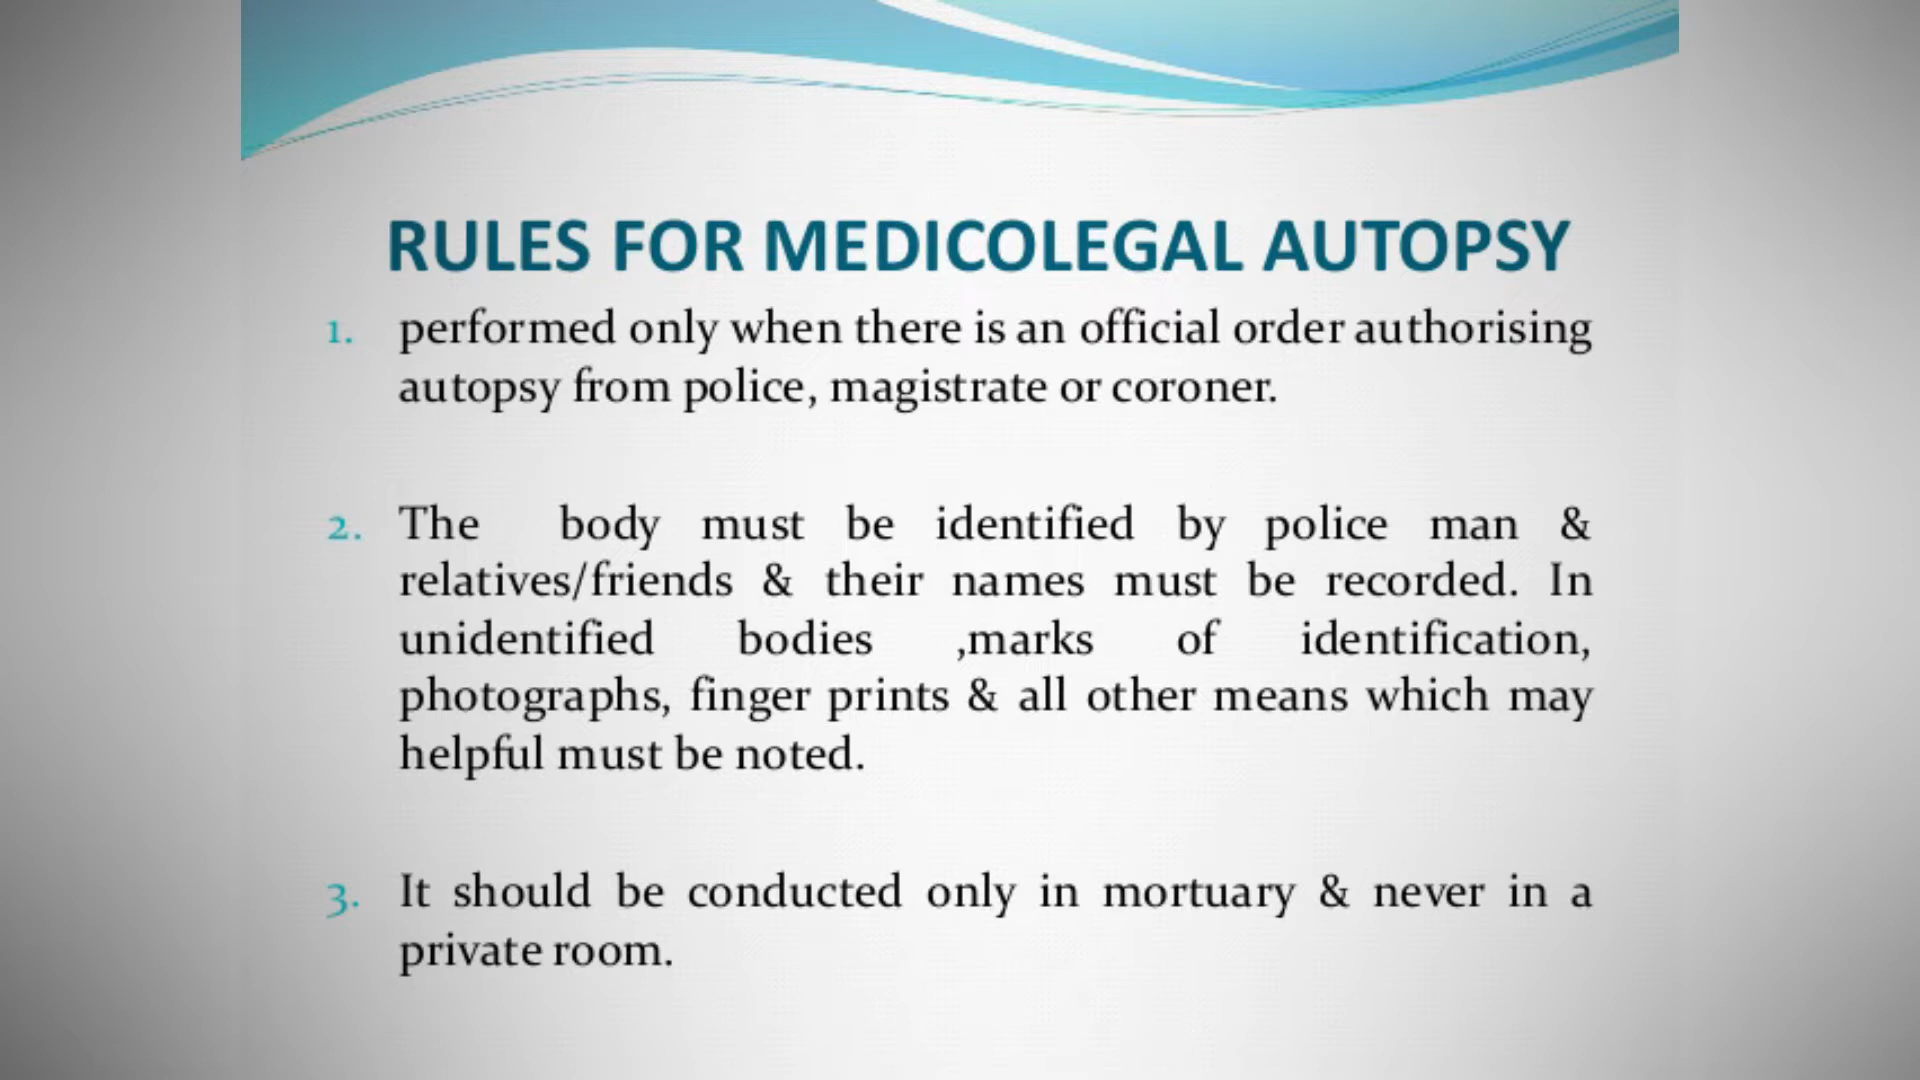 RULES FOR MEDICOLEGAL AUTOPSY
1. performed only when there is an official order authorising
autopsy from police, magistrate or coroner.
2. The body must be identified by police man &
relatives/friends & their names must be recorded. In
unidentified bodies ,marks of identification,
photographs, finger prints & all other means which may
helpful must be noted.
3. It should be conducted only in mortuary & never in a
private room.